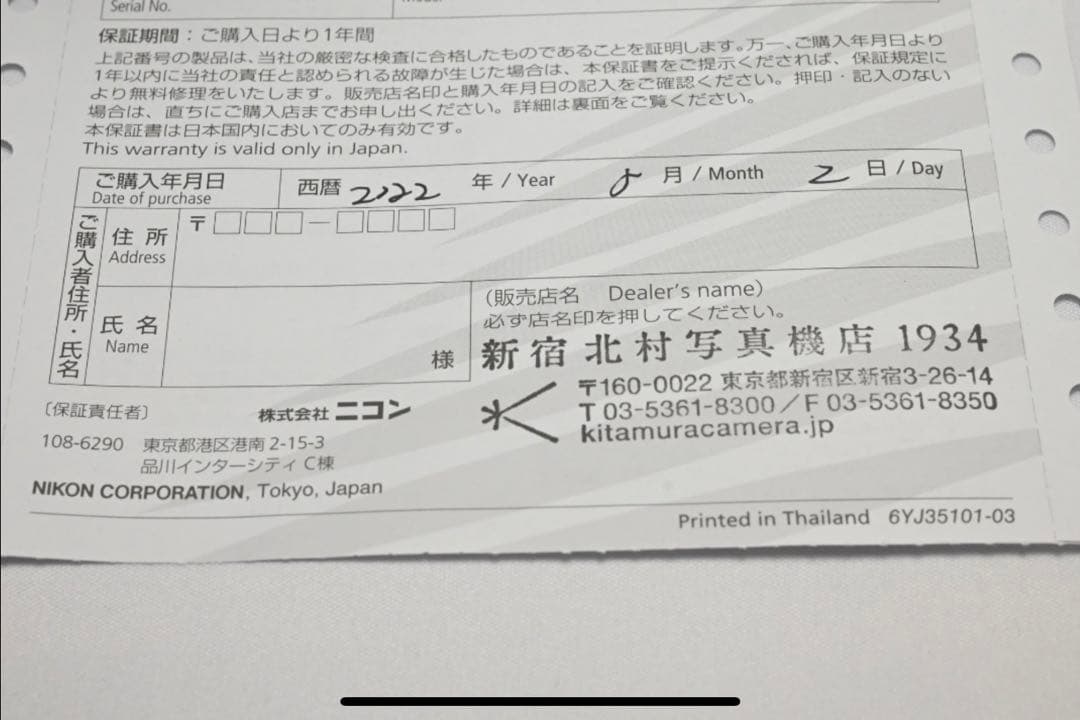 Serial No.
保証期間：ご購入日より1年間
上記番号の製品は、当社の厳密な検査に合格したものであることを証明します。万一、ご購入年月日より
1年以内に当社の責任と認められる故障が生じた場合は、本保証書をご提示くだされば、保証規定に
より無料修理をいたします。販売店名印と購入年月日の記入をご確認ください。押印・記入のない
場合は、直ちにご購入店までお申し出ください。詳細は裏面をご覧ください。
本保証書は日本国内においてのみ有効です。
This warranty is valid only in Japan.
ご購入年月日 西暦 2022 年 / Year 8 月 / Month 2 日 / Day
Date of purchase
ご購入者住所・氏名
住所 〒
Address
氏名
Name
様
(販売店名 Dealer's name)
必ず店名印を押してください。
新宿 北村写真機店 1934
〒160-0022 東京都新宿区新宿3-26-14
T 03-5361-8300／F 03-5361-8350
kitamuracamera.jp
〔保証責任者〕 株式会社 ニコン
108-6290 東京都港区港南 2-15-3
品川インターシティ C棟
NIKON CORPORATION, Tokyo, Japan
Printed in Thailand 6YJ35101-03